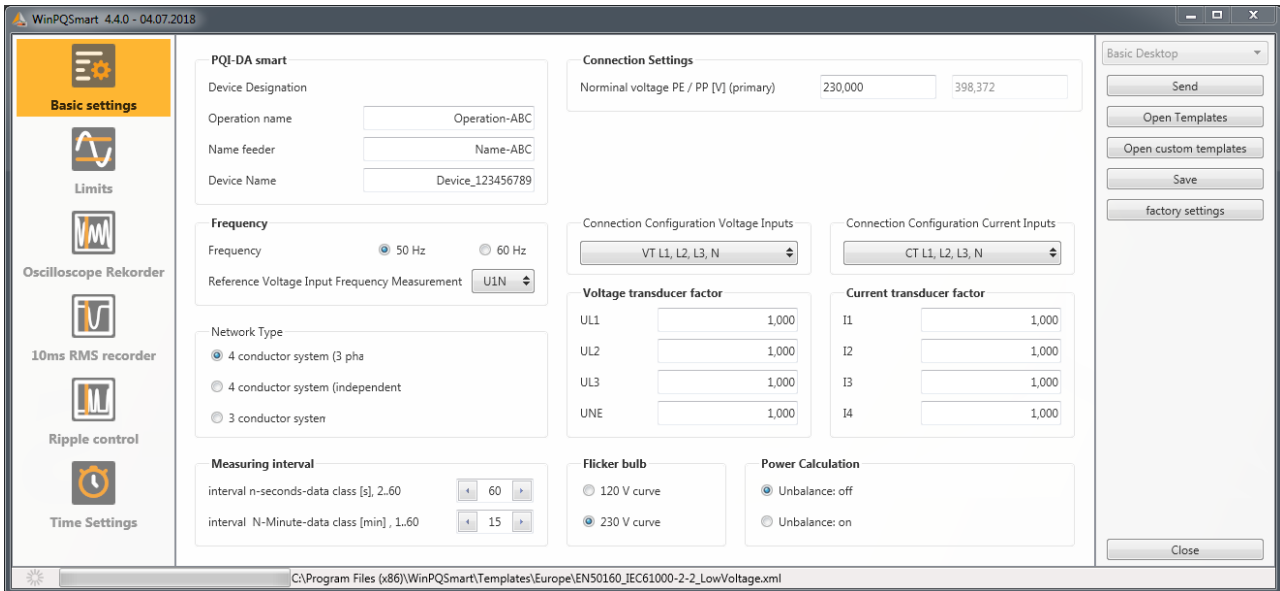 WinPQSmart 4.4.0 - 04.07.2018
Basic settings
Limits
Oscilloscope Rekorder
10ms RMS recorder
Ripple control
Time Settings
PQI-DA smart
Device Designation
Operation name Operation-ABC
Name feeder Name-ABC
Device Name Device_123456789
Connection Settings
Norminal voltage PE / PP [V] (primary) 230,000 398,372
Frequency
Frequency 50 Hz 60 Hz
Reference Voltage Input Frequency Measurement U1N
Connection Configuration Voltage Inputs
VT L1, L2, L3, N
Connection Configuration Current Inputs
CT L1, L2, L3, N
Network Type
4 conductor system (3 pha
4 conductor system (independent
3 conductor system
Voltage transducer factor
UL1 1,000
UL2 1,000
UL3 1,000
UNE 1,000
Current transducer factor
I1 1,000
I2 1,000
I3 1,000
I4 1,000
Measuring interval
interval n-seconds-data class [s], 2..60 60
interval N-Minute-data class [min] , 1..60 15
Flicker bulb
120 V curve
230 V curve
Power Calculation
Unbalance: off
Unbalance: on
Basic Desktop
Send
Open Templates
Open custom templates
Save
factory settings
Close
C:\Program Files (x86)\WinPQSmart\Templates\Europe\EN50160_IEC61000-2-2_LowVoltage.xml